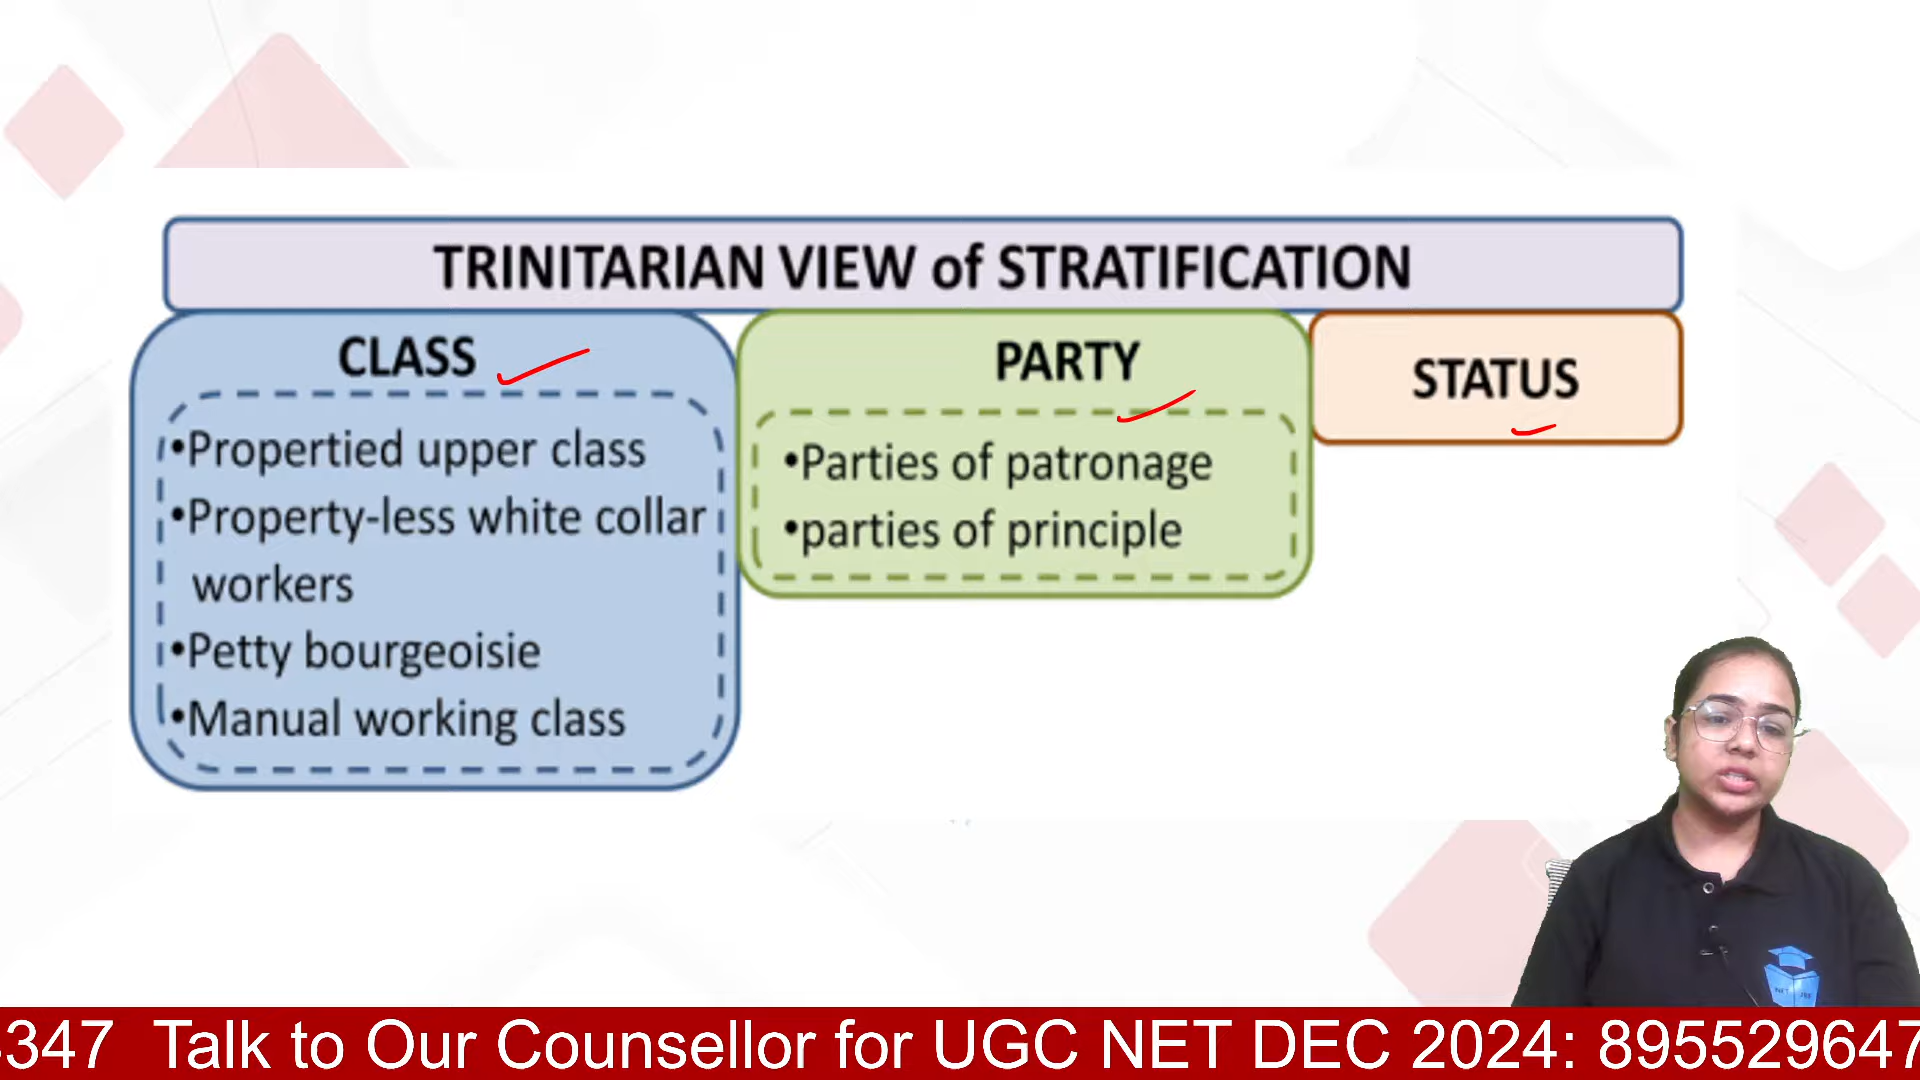 TRINITARIAN VIEW of STRATIFICATION
CLASS
•Propertied upper class
•Property-less white collar
workers
•Petty bourgeoisie
•Manual working class
PARTY
•Parties of patronage
•parties of principle
STATUS
347 Talk to Our Counsellor for UGC NET DEC 2024: 895529647